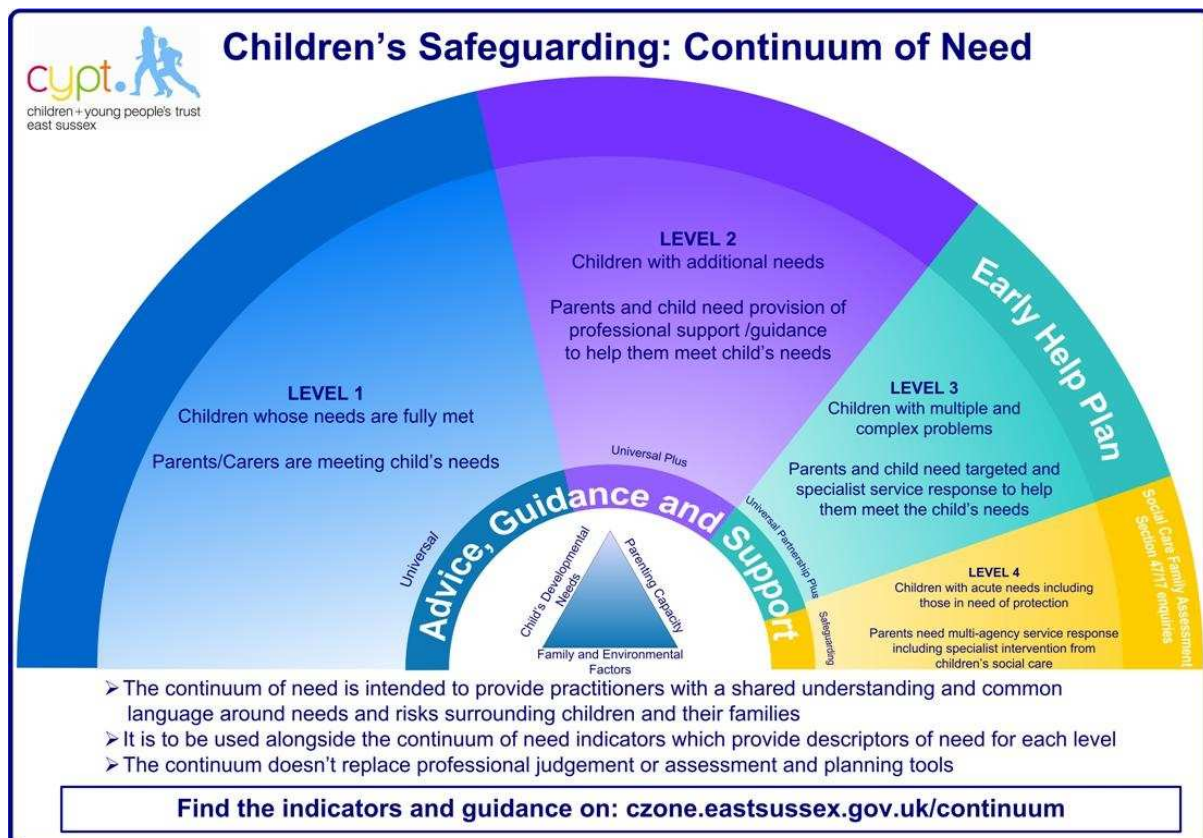 Children's Safeguarding: Continuum of Need
cypt.
children+young people's trust
east sussex
LEVEL 1
Children whose needs are fully met
Parents/Carers are meeting child's needs
LEVEL 2
Children with additional needs
Parents and child need provision of
professional support /guidance
to help them meet child's needs
LEVEL 3
Children with multiple and
complex problems
Parents and child need targeted and
specialist service response to help
them meet the child's needs
LEVEL 4
Children with acute needs including
those in need of protection
Parents need multi-agency service response
including specialist intervention from
children's social care
Early Help Plan
Social Care Family Assessment
Section 47/17 enquiries
Universal
Universal Plus
Universal Partnership Plus
Safeguarding
Advice, Guidance and Support
Child's Developmental
Needs
Parenting Capacity
Family and Environmental
Factors
➢ The continuum of need is intended to provide practitioners with a shared understanding and common
language around needs and risks surrounding children and their families
➢ It is to be used alongside the continuum of need indicators which provide descriptors of need for each level
➢ The continuum doesn't replace professional judgement or assessment and planning tools
Find the indicators and guidance on: czone.eastsussex.gov.uk/continuum